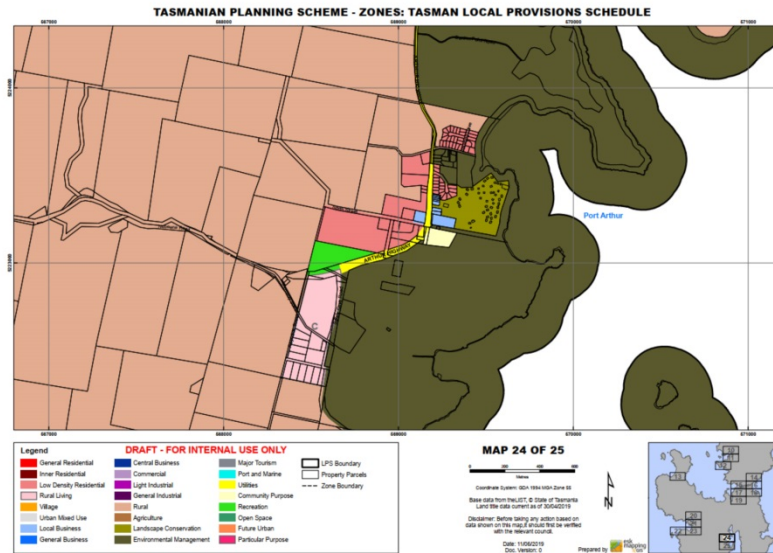 TASMANIAN PLANNING SCHEME - ZONES: TASMAN LOCAL PROVISIONS SCHEDULE
Port Arthur
C
Legend
DRAFT - FOR INTERNAL USE ONLY
General Residential
Inner Residential
Low Density Residential
Rural Living
Village
Urban Mixed Use
Local Business
General Business
Central Business
Commercial
Light Industrial
General Industrial
Rural
Agriculture
Landscape Conservation
Environmental Management
Major Tourism
Port and Marine
Utilities
Community Purpose
Recreation
Open Space
Future Urban
Particular Purpose
LPS Boundary
Property Parcels
Zone Boundary
MAP 24 OF 25
Metres
Coordinate System: GDA 1994 MGA Zone 55
Base data from theLIST, © State of Tasmania
Land title data current as of 30/04/2019
Disclaimer: Before taking any action based on
data shown on this map, it should first be verified
with the relevant council.
Date: 11/06/2019
Doc. Version: 0
Prepared by
24